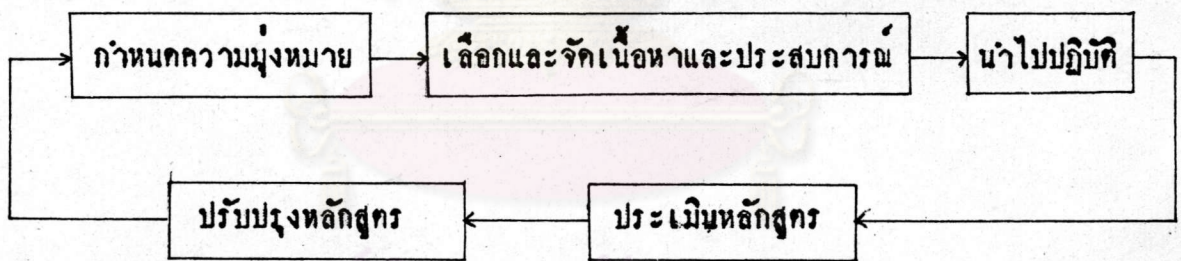 กำหนดความมุ่งหมาย
เลือกและจัดเนื้อหาและประสบการณ์
นำไปปฏิบัติ
ประเมินหลักสูตร
ปรับปรุงหลักสูตร